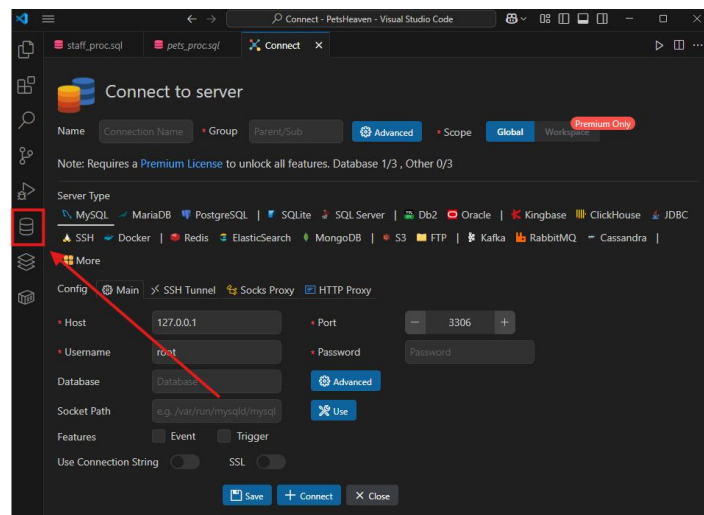 Connect - PetsHeaven - Visual Studio Code
staff_proc.sql pets_proc.sql Connect
Connect to server
Name Connection Name * Group Parent/Sub Advanced * Scope Global Workspace Premium Only
Note: Requires a Premium License to unlock all features. Database 1/3 , Other 0/3
Server Type
MySQL MariaDB PostgreSQL | SQLite SQL Server | Db2 Oracle | Kingbase ClickHouse JDBC
SSH Docker | Redis ElasticSearch MongoDB | S3 FTP | Kafka RabbitMQ Cassandra |
More
Config Main SSH Tunnel Socks Proxy HTTP Proxy
* Host 127.0.0.1 * Port 3306
* Username root * Password Password
Database Database Advanced
Socket Path e.g. /var/run/mysqld/mysql Use
Features Event Trigger
Use Connection String SSL
Save + Connect Close